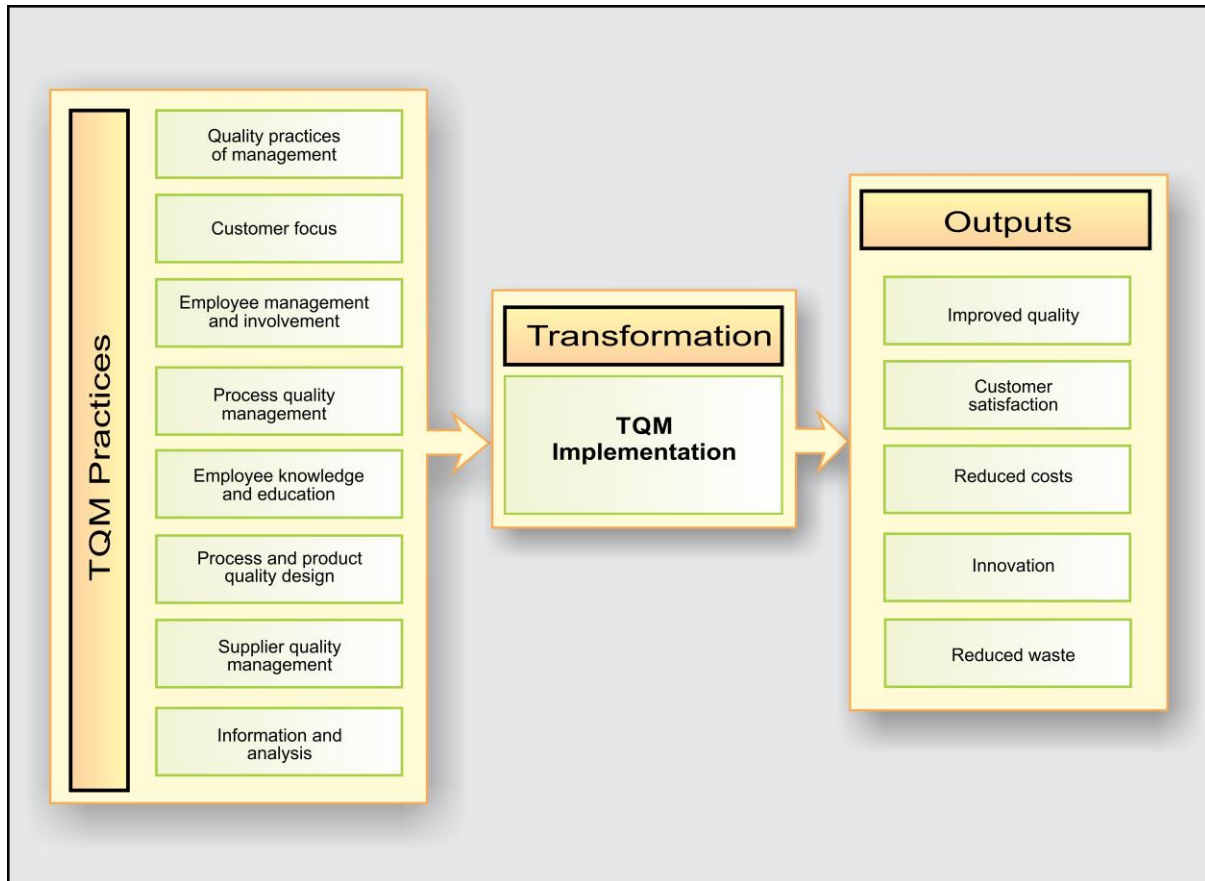 TQM Practices
Quality practices
of management
Customer focus
Employee management
and involvement
Process quality
management
Employee knowledge
and education
Process and product
quality design
Supplier quality
management
Information and
analysis
Transformation
TQM
Implementation
Outputs
Improved quality
Customer
satisfaction
Reduced costs
Innovation
Reduced waste